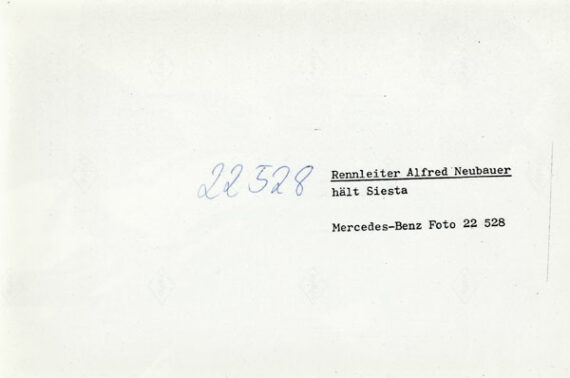 22528
Rennleiter Alfred Neubauer
hält Siesta
Mercedes-Benz Foto 22 528